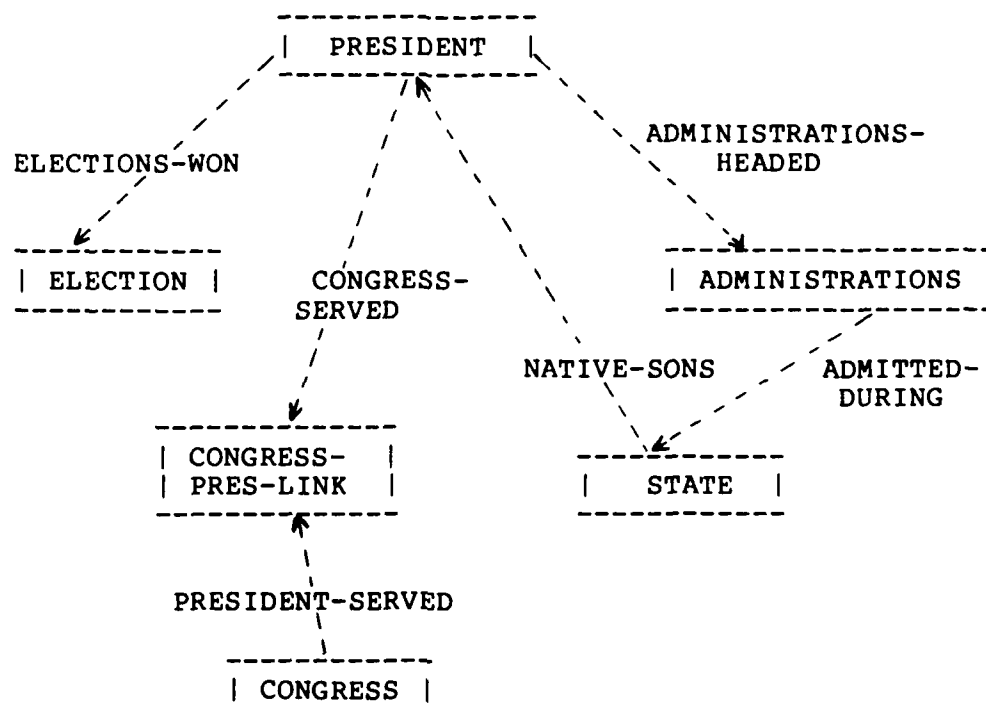 PRESIDENT
ADMINISTRATIONS-
HEADED
ELECTIONS-WON
ELECTION
CONGRESS-
SERVED
ADMINISTRATIONS
NATIVE-SONS
ADMITTED-
DURING
CONGRESS-
PRES-LINK
STATE
PRESIDENT-SERVED
CONGRESS